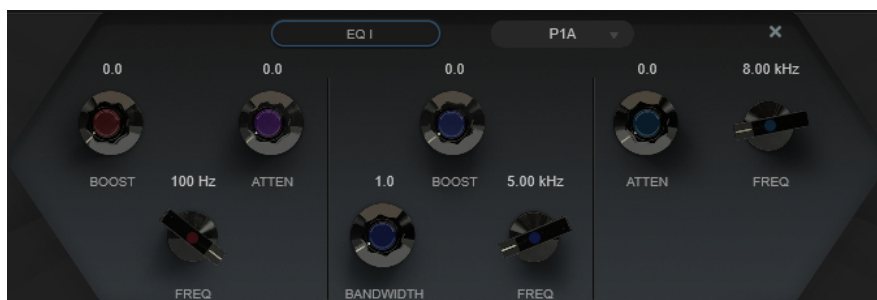 EQ I P1A ×
0.0 0.0 0.0 0.0 8.00 kHz
BOOST 100 Hz ATTEN 1.0 BOOST 5.00 kHz ATTEN FREQ
FREQ BANDWIDTH FREQ